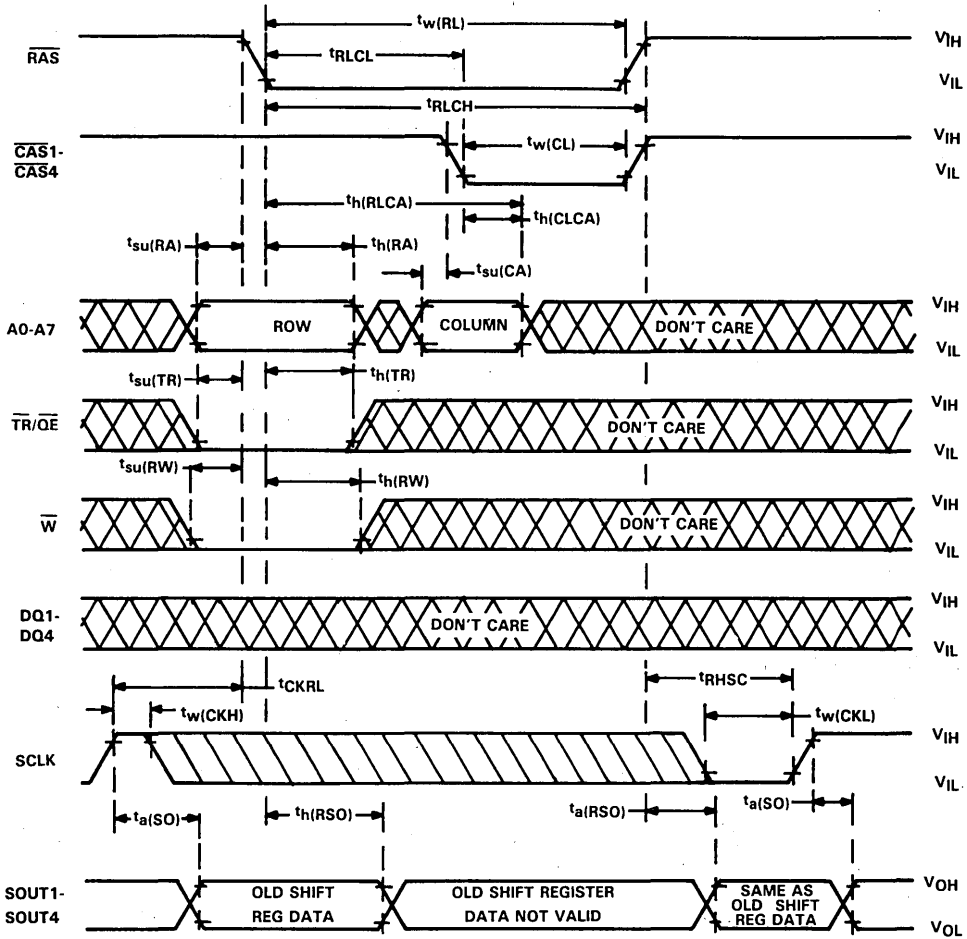 tw(RL)
RAS
tRLCL
VIH
VIL
tRLCH
CAS1-
CAS4
tw(CL)
VIH
VIL
th(RLCA)
th(CLCA)
tsu(RA)
th(RA)
tsu(CA)
A0-A7
ROW
COLUMN
DON'T CARE
VIH
VIL
tsu(TR)
th(TR)
TR/QE
DON'T CARE
VIH
VIL
tsu(RW)
th(RW)
W
DON'T CARE
VIH
VIL
DQ1-
DQ4
DON'T CARE
VIH
VIL
tCKRL
tRHSC
tw(CKH)
tw(CKL)
SCLK
VIH
VIL
ta(SO)
th(RSO)
ta(RSO)
ta(SO)
SOUT1-
SOUT4
OLD SHIFT
REG DATA
OLD SHIFT REGISTER
DATA NOT VALID
SAME AS
OLD SHIFT
REG DATA
VOH
VOL